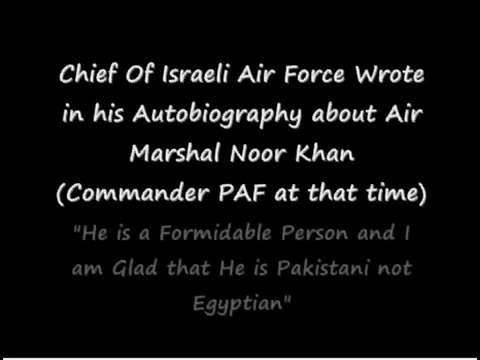 Chief Of Israeli Air Force Wrote
in his Autobiography about Air
Marshal Noor Khan
(Commander PAF at that time)
"He is a Formidable Person and I
am Glad that He is Pakistani not
Egyptian"